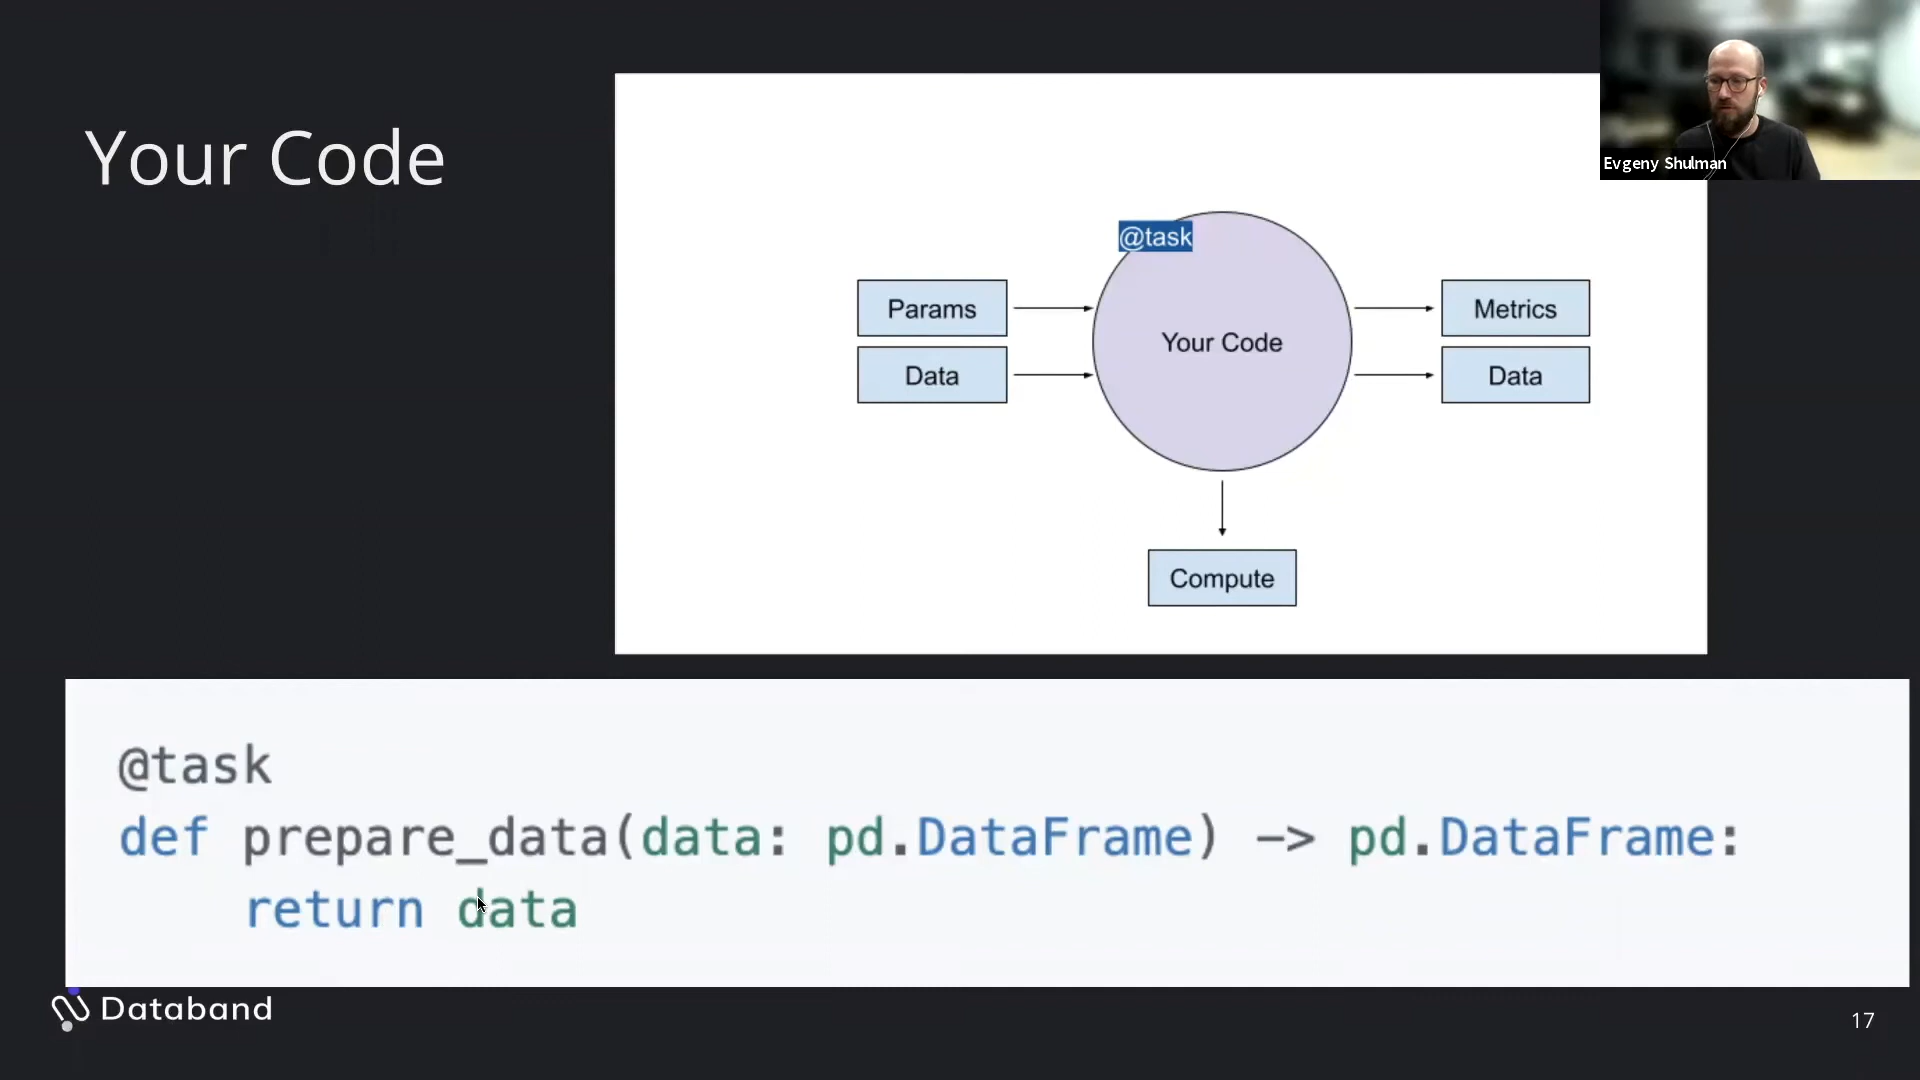 Your Code
Evgeny Shulman
@task
Params
Data
Your Code
Metrics
Data
Compute
@task
def prepare_data(data: pd.DataFrame) -> pd.DataFrame:
    return data
Databand
17